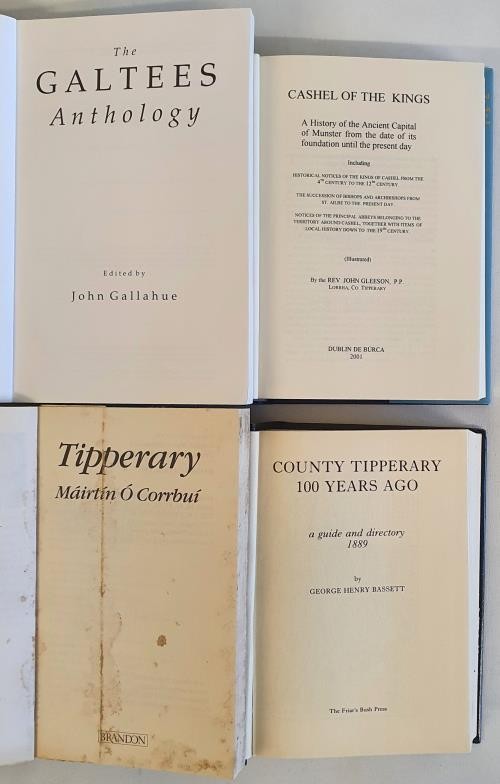 The
GALTEES
Anthology
Edited by
John Gallahue
CASHEL OF THE KINGS
A History of the Ancient Capital
of Munster from the date of its
foundation until the present day
Including
HISTORICAL NOTICES OF THE KINGS OF CASHEL FROM THE
4TH CENTURY TO THE 12TH CENTURY
THE SUCCESSION OF BISHOPS AND ARCHBISHOPS FROM
ST. AILBE TO THE PRESENT DAY
NOTICES OF THE PRINCIPAL ABBEYS BELONGING TO THE
TERRITORY AROUND CASHEL, TOGETHER WITH ITEMS OF
LOCAL HISTORY DOWN TO THE 19TH CENTURY
(Illustrated)
By the REV JOHN GLEESON, P.P.
LORRHA, CO TIPPERARY
DUBLIN DE BÚRCA
2001
Tipperary
Máirtín Ó Corrbuí
BRANDON
COUNTY TIPPERARY
100 YEARS AGO
a guide and directory
1889
by
GEORGE HENRY BASSETT
The Friar's Bush Press